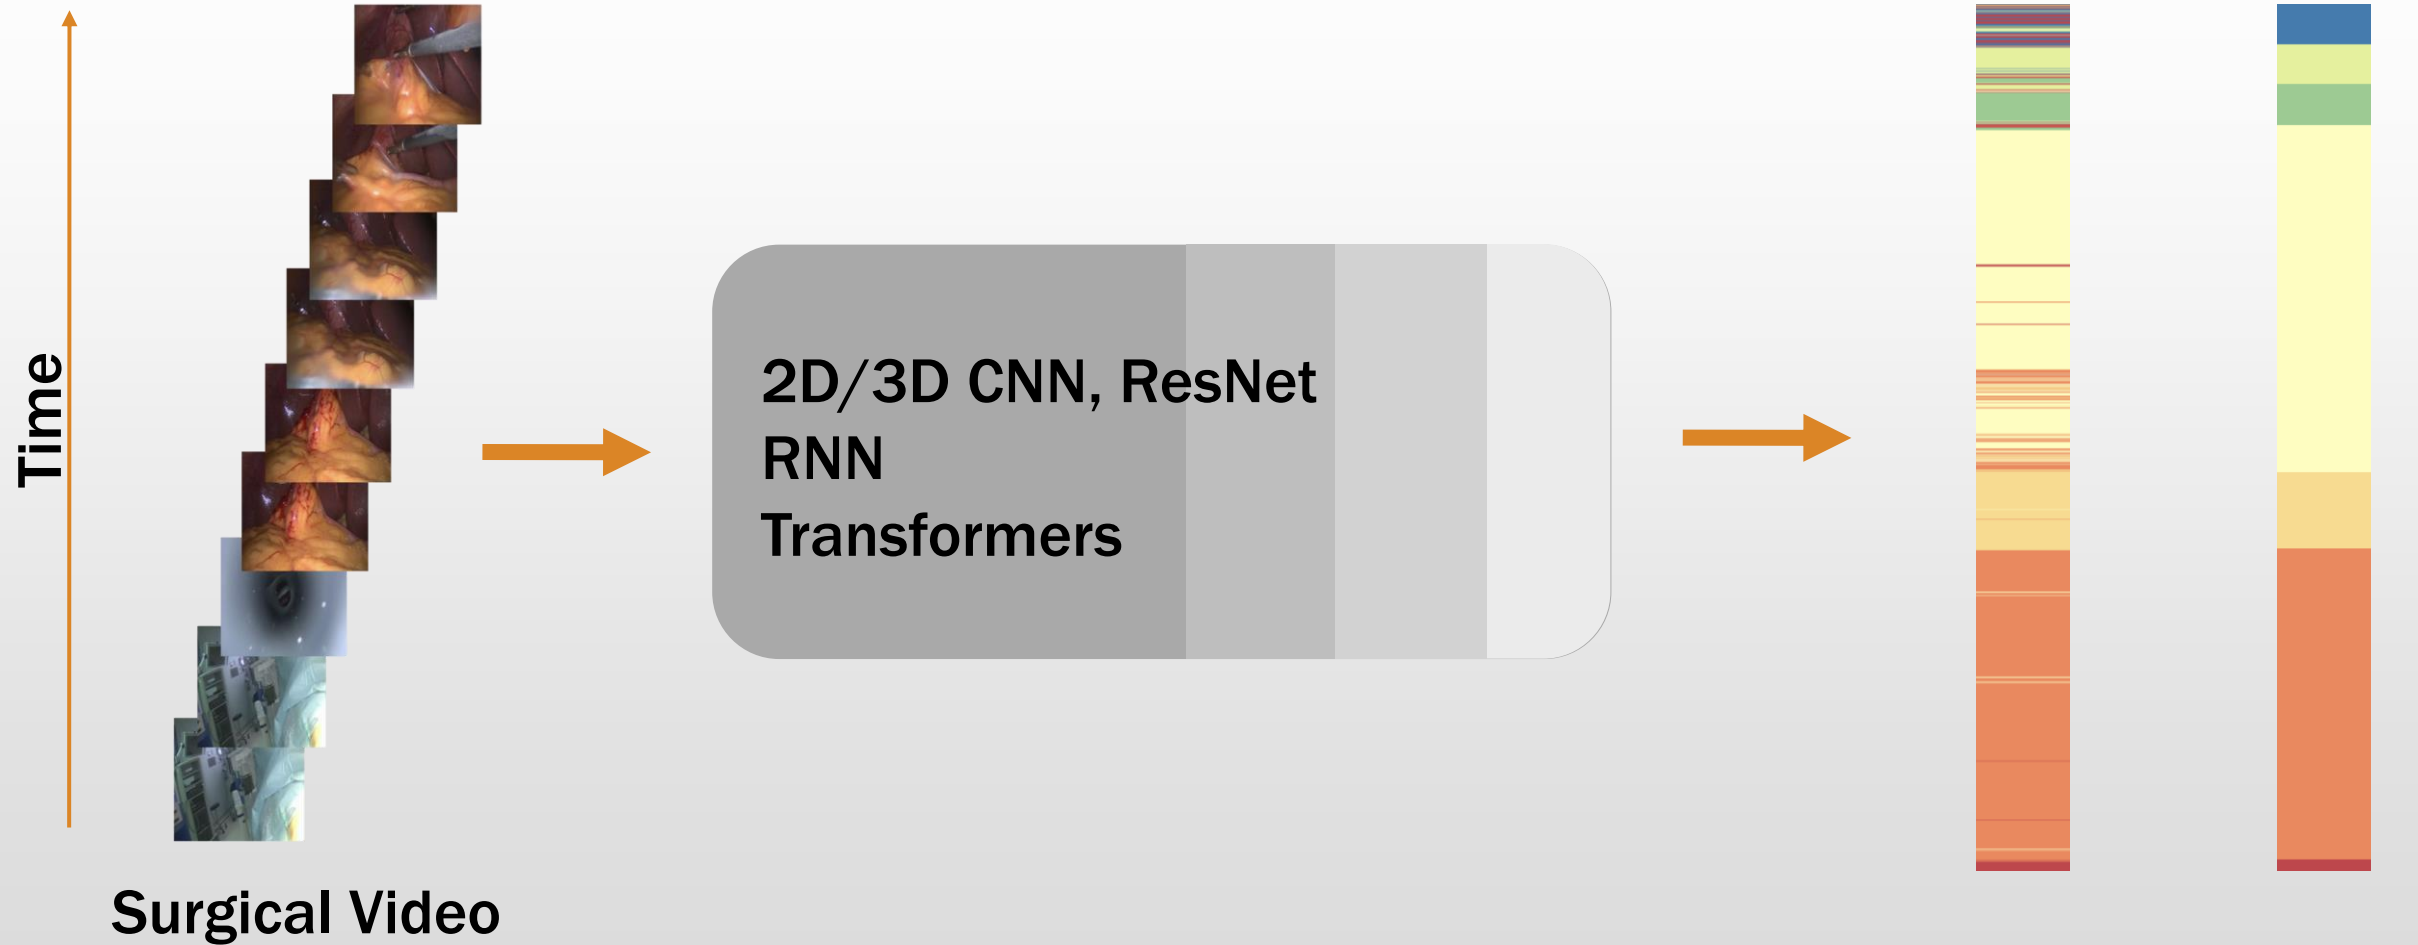 Time
2D/3D CNN, ResNet
RNN
Transformers
Surgical Video